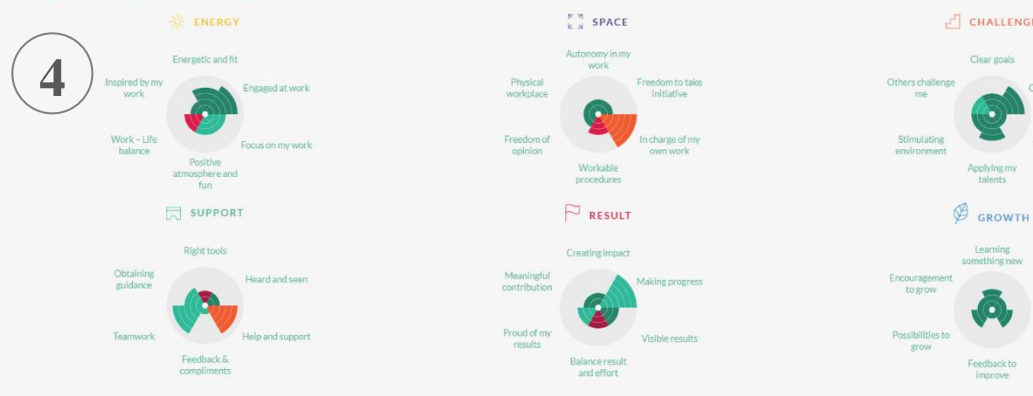 4
ENERGY
Energetic and fit
Inspired by my
work
Engaged at work
Work – Life
balance
Focus on my work
Positive
atmosphere and
fun
SPACE
Autonomy in my
work
Physical
workplace
Freedom to take
initiative
Freedom of
opinion
In charge of my
own work
Workable
procedures
CHALLENG
Clear goals
Others challenge
me
Stimulating
environment
Applying my
talents
SUPPORT
Right tools
Obtaining
guidance
Heard and seen
Teamwork
Help and support
Feedback &
compliments
RESULT
Creating impact
Meaningful
contribution
Making progress
Proud of my
results
Visible results
Balance result
and effort
GROWTH
Learning
something new
Encouragement
to grow
Possibilities to
grow
Feedback to
improve